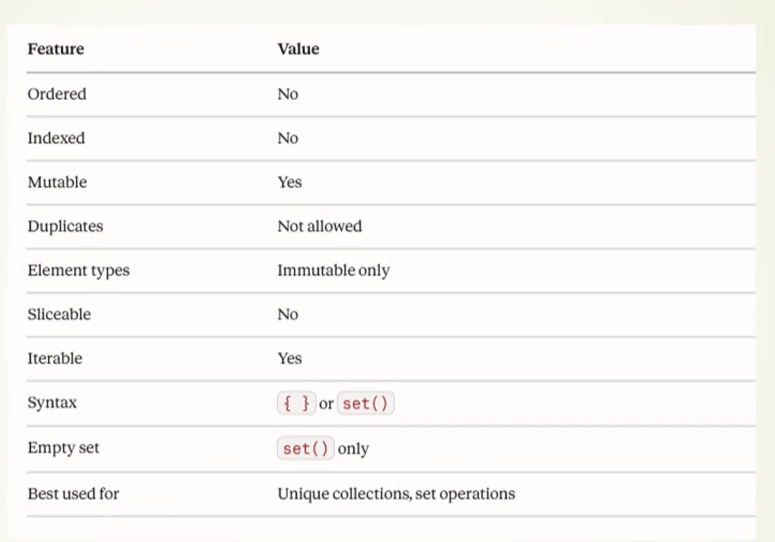 Feature Value
Ordered No
Indexed No
Mutable Yes
Duplicates Not allowed
Element types Immutable only
Sliceable No
Iterable Yes
Syntax { } or set()
Empty set set() only
Best used for Unique collections, set operations